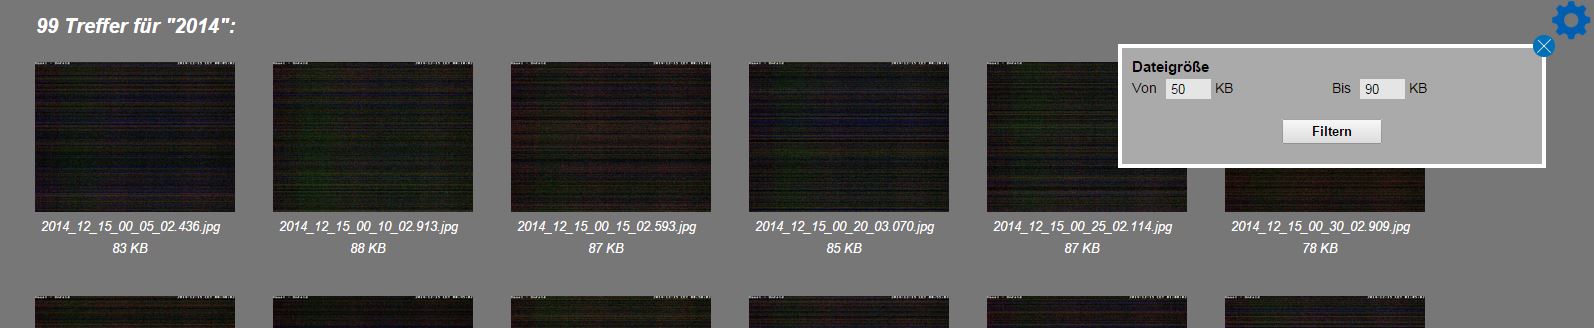 99 Treffer für "2014":
Dateigröße
Von 50 KB Bis 90 KB
Filtern
2014_12_15_00_05_02.436.jpg
83 KB
2014_12_15_00_10_02.913.jpg
88 KB
2014_12_15_00_15_02.593.jpg
87 KB
2014_12_15_00_20_03.070.jpg
85 KB
2014_12_15_00_25_02.114.jpg
87 KB
2014_12_15_00_30_02.909.jpg
78 KB